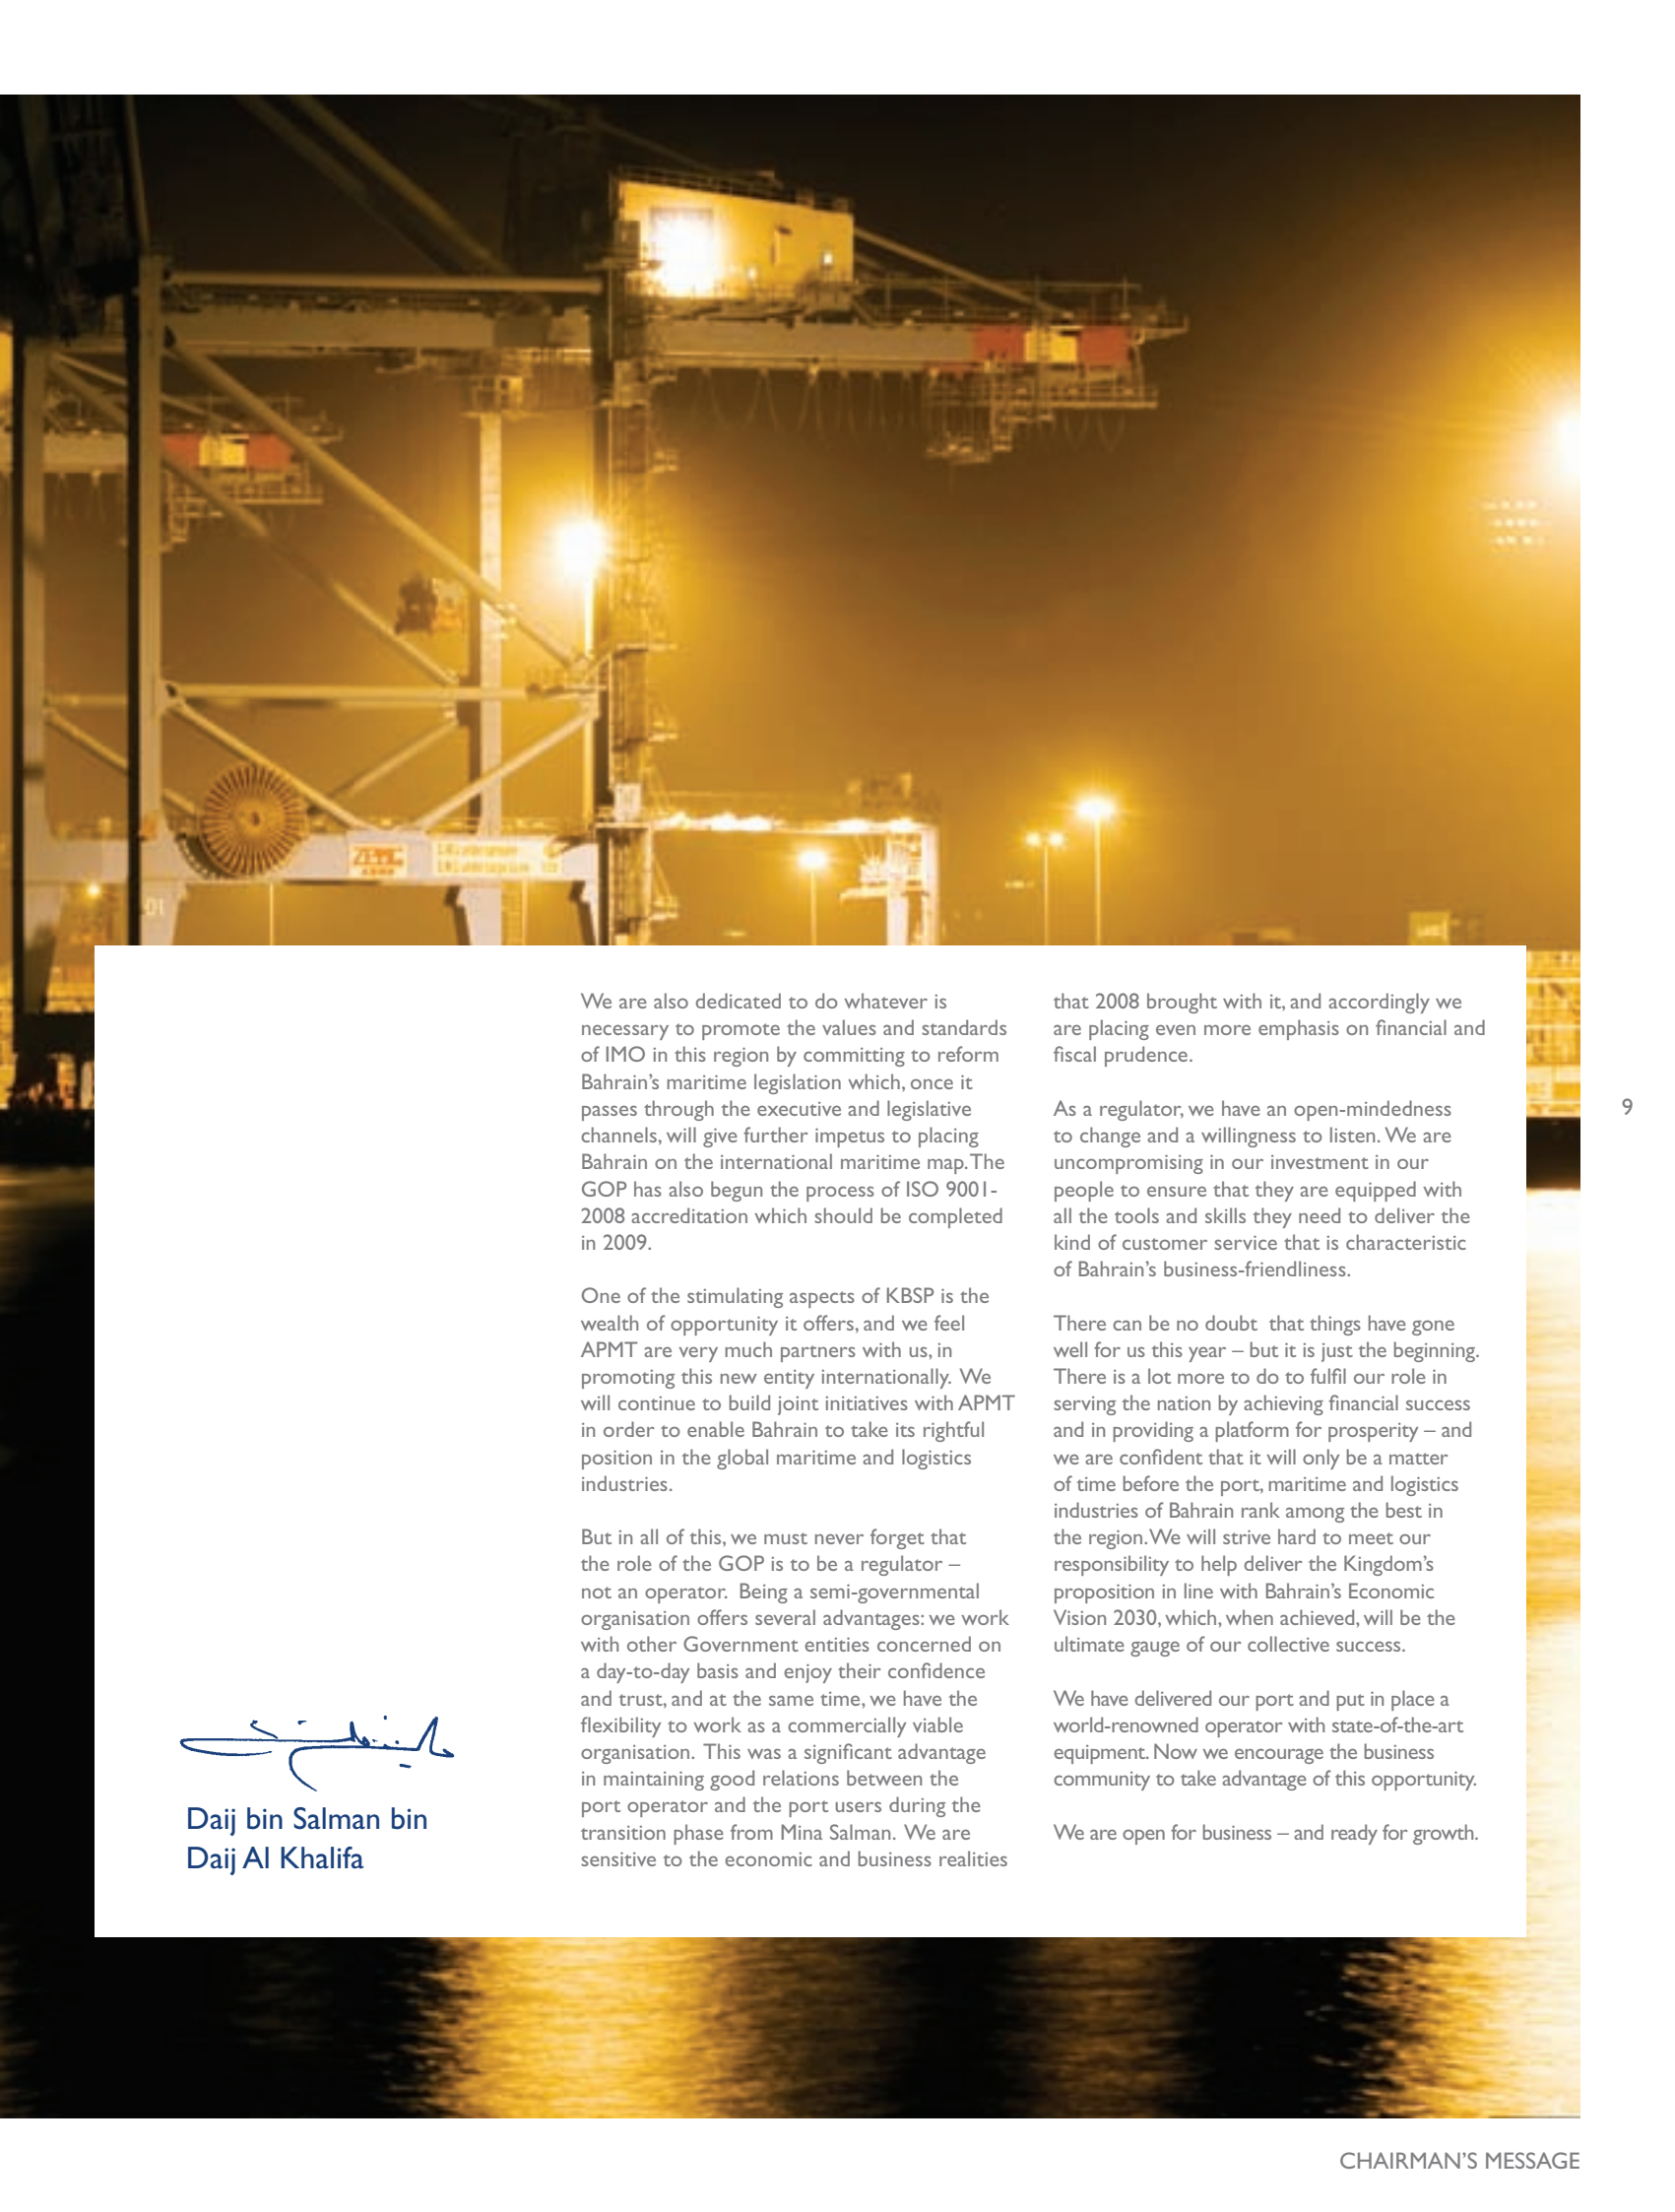 We are also dedicated to do whatever is
necessary to promote the values and standards
of IMO in this region by committing to reform
Bahrain's maritime legislation which, once it
passes through the executive and legislative
channels, will give further impetus to placing
Bahrain on the international maritime map. The
GOP has also begun the process of ISO 9001-
2008 accreditation which should be completed
in 2009.
One of the stimulating aspects of KBSP is the
wealth of opportunity it offers, and we feel
APMT are very much partners with us, in
promoting this new entity internationally. We
will continue to build joint initiatives with APMT
in order to enable Bahrain to take its rightful
position in the global maritime and logistics
industries.
But in all of this, we must never forget that
the role of the GOP is to be a regulator –
not an operator. Being a semi-governmental
organisation offers several advantages: we work
with other Government entities concerned on
a day-to-day basis and enjoy their confidence
and trust, and at the same time, we have the
flexibility to work as a commercially viable
organisation. This was a significant advantage
in maintaining good relations between the
port operator and the port users during the
transition phase from Mina Salman. We are
sensitive to the economic and business realities
that 2008 brought with it, and accordingly we
are placing even more emphasis on financial and
fiscal prudence.
As a regulator, we have an open-mindedness
to change and a willingness to listen. We are
uncompromising in our investment in our
people to ensure that they are equipped with
all the tools and skills they need to deliver the
kind of customer service that is characteristic
of Bahrain's business-friendliness.
There can be no doubt that things have gone
well for us this year – but it is just the beginning.
There is a lot more to do to fulfil our role in
serving the nation by achieving financial success
and in providing a platform for prosperity – and
we are confident that it will only be a matter
of time before the port, maritime and logistics
industries of Bahrain rank among the best in
the region. We will strive hard to meet our
responsibility to help deliver the Kingdom's
proposition in line with Bahrain's Economic
Vision 2030, which, when achieved, will be the
ultimate gauge of our collective success.
We have delivered our port and put in place a
world-renowned operator with state-of-the-art
equipment. Now we encourage the business
community to take advantage of this opportunity.
We are open for business – and ready for growth.
Daij bin Salman bin
Daij Al Khalifa
9
CHAIRMAN'S MESSAGE